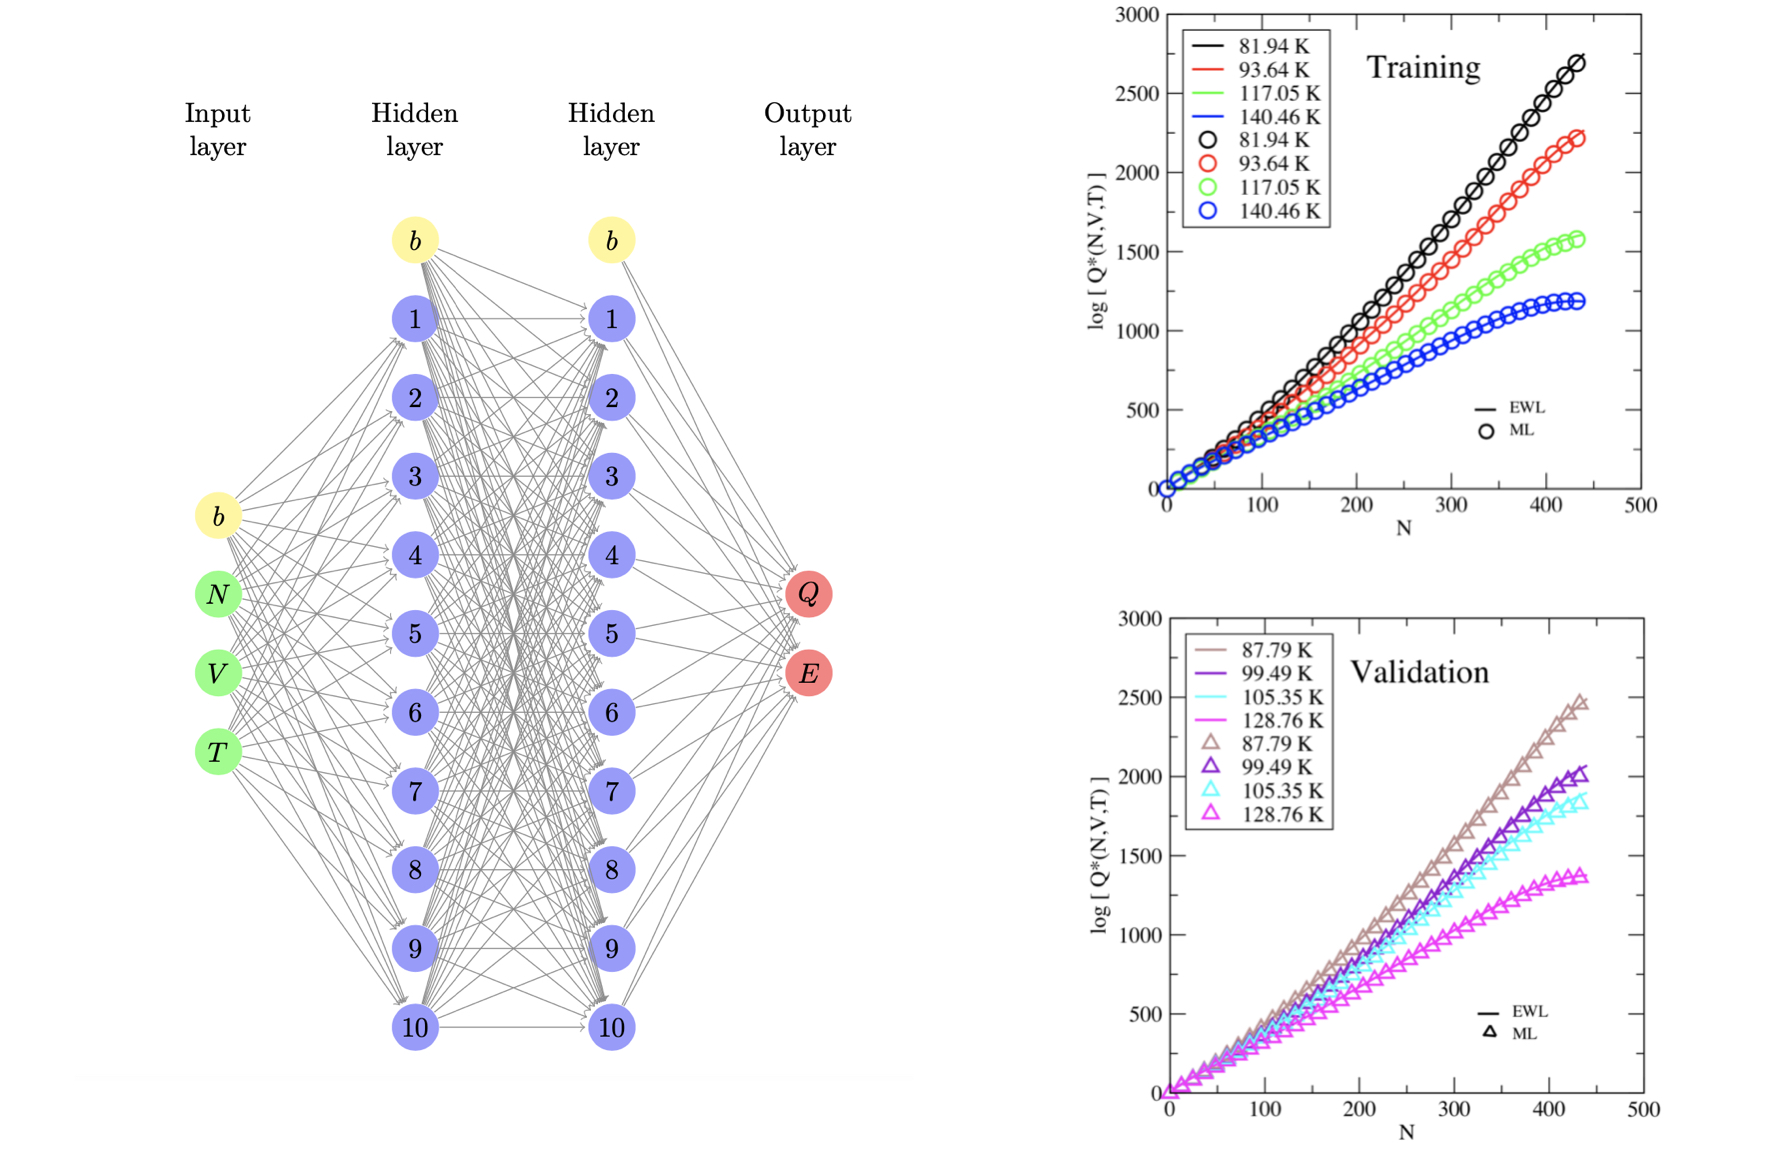 Input
layer
Hidden
layer
Hidden
layer
Output
layer
b
N
V
T
b
1
2
3
4
5
6
7
8
9
10
b
1
2
3
4
5
6
7
8
9
10
Q
E
Training
81.94 K
93.64 K
117.05 K
140.46 K
81.94 K
93.64 K
117.05 K
140.46 K
EWL
ML
log [ Q*(N,V,T) ]
3000
2500
2000
1500
1000
500
0
0 100 200 300 400 500
N
Validation
87.79 K
99.49 K
105.35 K
128.76 K
87.79 K
99.49 K
105.35 K
128.76 K
EWL
ML
log [ Q*(N,V,T) ]
3000
2500
2000
1500
1000
500
0
0 100 200 300 400 500
N